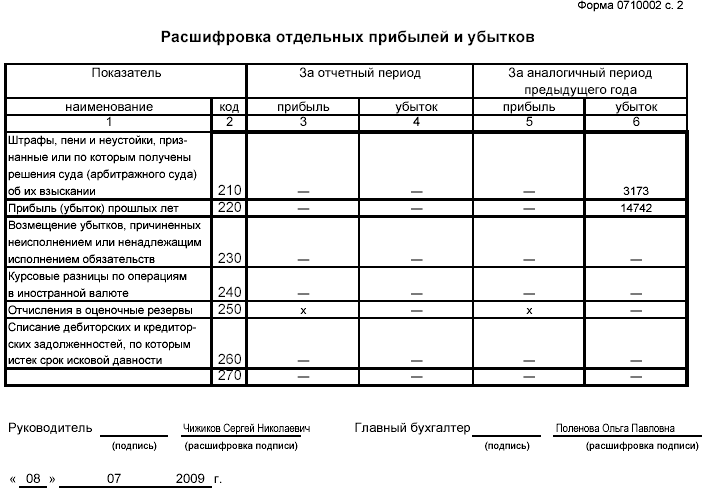 Форма 0710002 с. 2
Расшифровка отдельных прибылей и убытков
Показатель За отчетный период За аналогичный период
предыдущего года
наименование код прибыль убыток прибыль убыток
1 2 3 4 5 6
Штрафы, пени и неустойки, приз-
нанные или по которым получены
решения суда (арбитражного суда)
об их взыскании 210 — — — 3173
Прибыль (убыток) прошлых лет 220 — — — 14742
Возмещение убытков, причиненных
неисполнением или ненадлежащим
исполнением обязательств 230 — — — —
Курсовые разницы по операциям
в иностранной валюте 240 — — — —
Отчисления в оценочные резервы 250 х — х —
Списание дебиторских и кредитор-
ских задолженностей, по которым
истек срок исковой давности 260 — — — —
270 — — — —
Руководитель Чижиков Сергей Николаевич Главный бухгалтер Поленова Ольга Павловна
(подпись) (расшифровка подписи) (подпись) (расшифровка подписи)
« 08 » 07 2009 г.